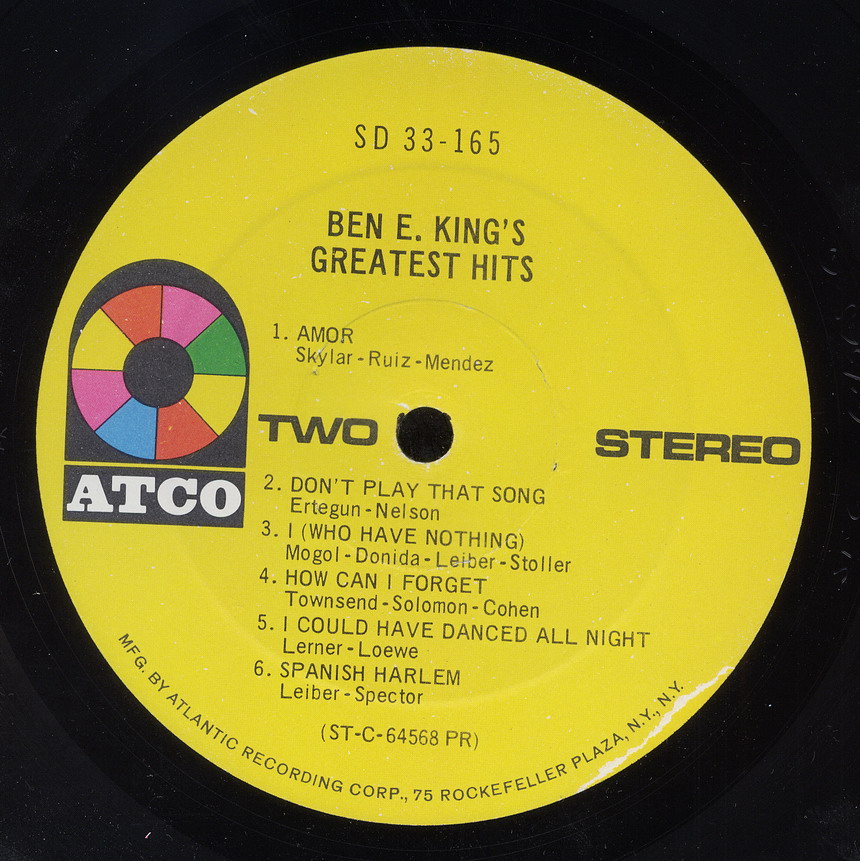 SD 33-165
BEN E. KING'S
GREATEST HITS
1. AMOR
Skylar-Ruiz-Mendez
TWO
STEREO
ATCO
2. DON'T PLAY THAT SONG
Ertegun-Nelson
3. I (WHO HAVE NOTHING)
Mogol-Donida-Leiber-Stoller
4. HOW CAN I FORGET
Townsend-Solomon-Cohen
5. I COULD HAVE DANCED ALL NIGHT
Lerner-Loewe
6. SPANISH HARLEM
Leiber-Spector
(ST-C-64568 PR)
MFG. BY ATLANTIC RECORDING CORP., 75 ROCKEFELLER PLAZA, N.Y., N.Y.